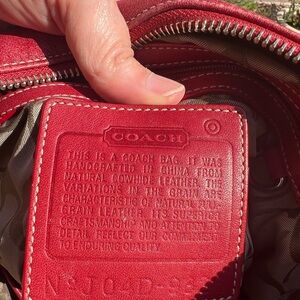 COACH
THIS IS A COACH BAG. IT WAS
HANDCRAFTED IN CHINA FROM
NATURAL LEATHER. THE
VARIATIONS IN THE GRAIN ARE
CHARACTERISTIC OF NATURAL FULL
GRAIN LEATHER. ITS SUPERIOR
CRAFTSMANSHIP AND ATTENTION TO
DETAIL REFLECT OUR COMMITMENT
TO ENDURING QUALITY.